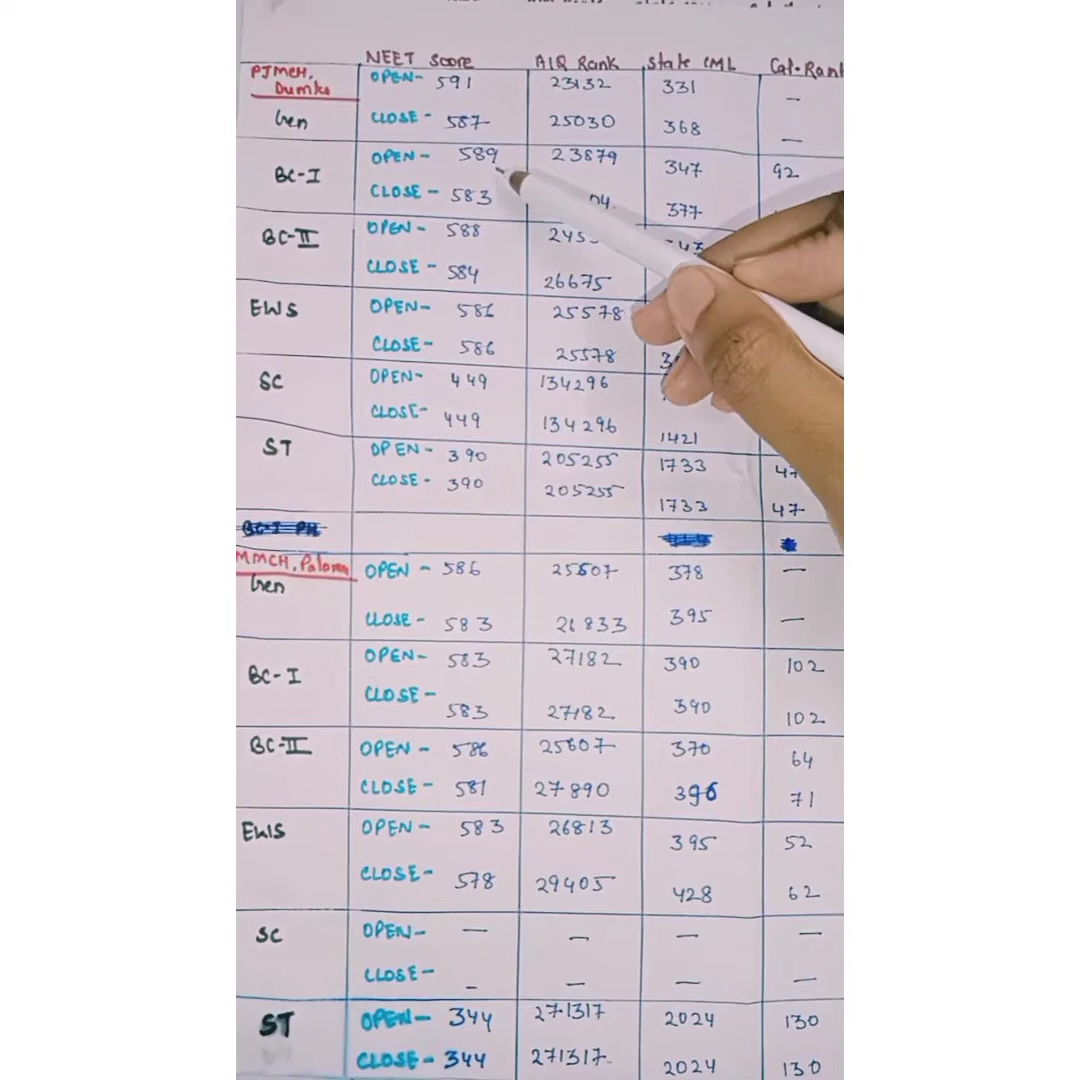 NEET Score AIQ Rank State CML Cat. Rank
PJMCH, Dumka OPEN- 591 23132 331 —
Gen CLOSE - 587 25030 368 —
BC-I OPEN - 589 23879 347 92
CLOSE - 583 377
BC-II OPEN - 588
CLOSE - 584 26675
EWS OPEN- 586 25578
CLOSE - 586 25578
SC OPEN- 449 134296
CLOSE- 449 134296 1421
ST OPEN - 390 205255 1733 47
CLOSE - 390 205255 1733 47
MMCH, OPEN - 586 25607 378 —
Gen CLOSE - 583 26833 395 —
BC-I OPEN- 583 27182 390 102
CLOSE - 583 27182 390 102
BC-II OPEN - 586 25607 370 64
CLOSE - 581 27890 396 71
EWS OPEN - 583 26813 395 52
CLOSE - 578 29405 428 62
SC OPEN- — — — —
CLOSE- — — — —
ST OPEN- 344 271317 2024 130
CLOSE- 344 271317 2024 130